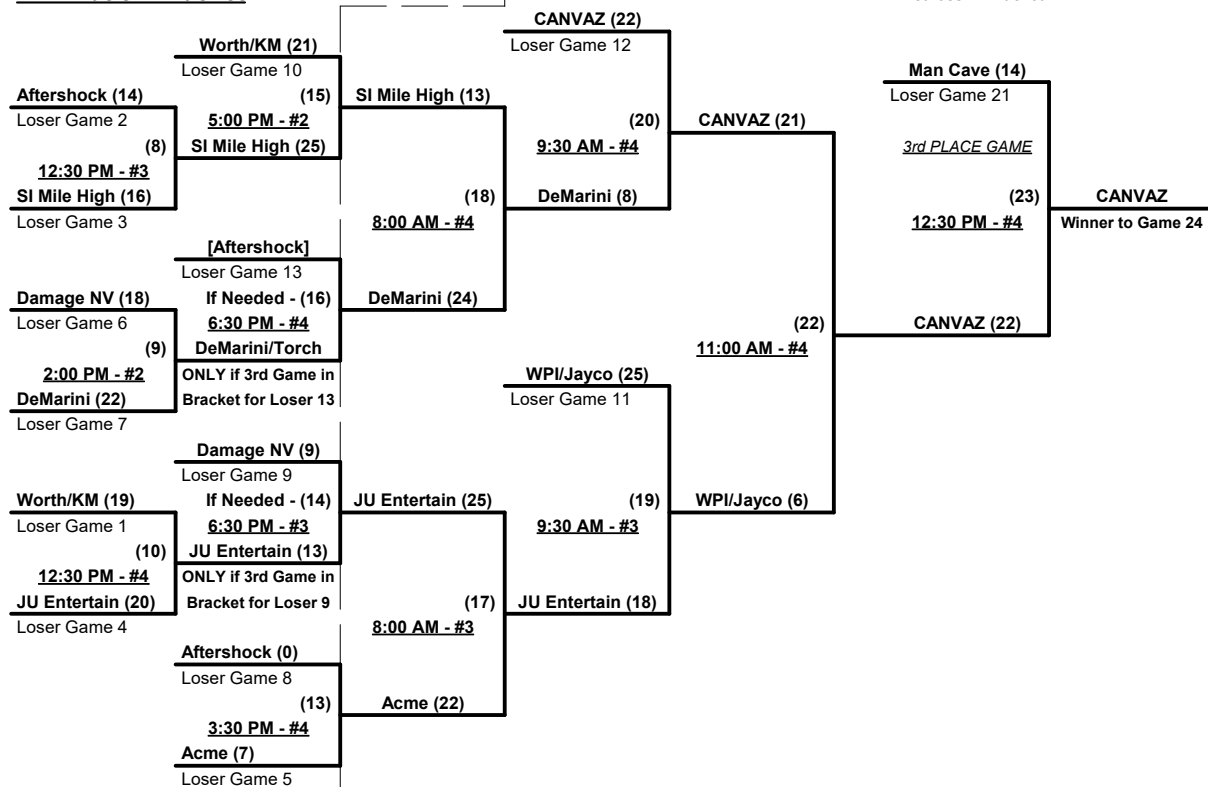 CANVAZ (22)
Loser Game 12
Worth/KM (21)
Loser Game 10
(15)
5:00 PM - #2
SI Mile High (25)
Aftershock (14)
Loser Game 2
(8)
12:30 PM - #3
SI Mile High (16)
Loser Game 3
SI Mile High (13)
(18)
8:00 AM - #4
(20)
9:30 AM - #4
DeMarini (8)
CANVAZ (21)
Man Cave (14)
Loser Game 21
3rd PLACE GAME
(23)
12:30 PM - #4
CANVAZ
Winner to Game 24
[Aftershock]
Loser Game 13
If Needed - (16)
6:30 PM - #4
DeMarini/Torch
ONLY if 3rd Game in
Bracket for Loser 13
Damage NV (18)
Loser Game 6
(9)
2:00 PM - #2
DeMarini (22)
Loser Game 7
DeMarini (24)
(22)
11:00 AM - #4
CANVAZ (22)
WPI/Jayco (25)
Loser Game 11
Damage NV (9)
Loser Game 9
If Needed - (14)
6:30 PM - #3
JU Entertain (13)
ONLY if 3rd Game in
Bracket for Loser 9
Worth/KM (19)
Loser Game 1
(10)
12:30 PM - #4
JU Entertain (20)
Loser Game 4
JU Entertain (25)
(19)
9:30 AM - #3
WPI/Jayco (6)
(17)
8:00 AM - #3
JU Entertain (18)
Aftershock (0)
Loser Game 8
(13)
3:30 PM - #4
Acme (7)
Loser Game 5
Acme (22)